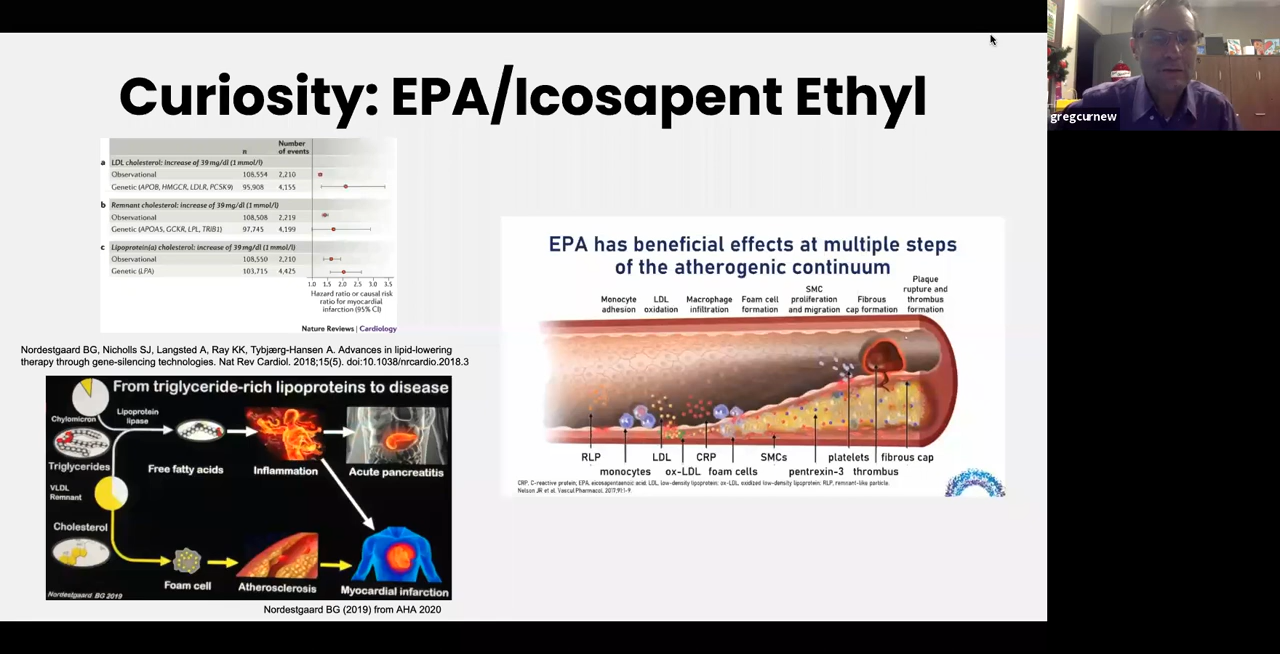 Curiosity: EPA/Icosapent Ethyl
gregcurnew
n
Number
of events
a LDL cholesterol: increase of 39 mg/dl (1 mmol/l)
Observational 108,554 2,210
Genetic (APOB, HMGCR, LDLR, PCSK9) 95,908 4,155
b Remnant cholesterol: increase of 39 mg/dl (1 mmol/l)
Observational 108,508 2,219
Genetic (APOA5, GCKR, LPL, TRIB1) 97,745 4,199
c Lipoprotein(a) cholesterol: increase of 39 mg/dl (1 mmol/l)
Observational 108,550 2,210
Genetic (LPA) 103,715 4,425
1.0 1.5 2.0 2.5 3.0 3.5
Hazard ratio or causal risk
ratio for myocardial
infarction (95% CI)
Nature Reviews | Cardiology
Nordestgaard BG, Nicholls SJ, Langsted A, Ray KK, Tybjærg-Hansen A. Advances in lipid-lowering
therapy through gene-silencing technologies. Nat Rev Cardiol. 2018;15(5). doi:10.1038/nrcardio.2018.3
From triglyceride-rich lipoproteins to disease
Chylomicron
Lipoprotein
lipase
Triglycerides
Free fatty acids
Inflammation
Acute pancreatitis
VLDL
Remnant
Cholesterol
Foam cell
Atherosclerosis
Myocardial infarction
Nordestgaard BG 2019
Nordestgaard BG (2019) from AHA 2020
EPA has beneficial effects at multiple steps
of the atherogenic continuum
Monocyte
adhesion
LDL
oxidation
Macrophage
infiltration
Foam cell
formation
SMC
proliferation
and migration
Fibrous
cap formation
Plaque
rupture and
thrombus
formation
RLP LDL CRP SMCs platelets fibrous cap
monocytes ox-LDL foam cells pentrexin-3 thrombus
CRP, C-reactive protein; EPA, eicosapentaenoic acid; LDL, low-density lipoprotein; ox-LDL, oxidized low-density lipoprotein; RLP, remnant-like particle.
Nelson JR et al. Vascul Pharmacol. 2017;91:1-9.